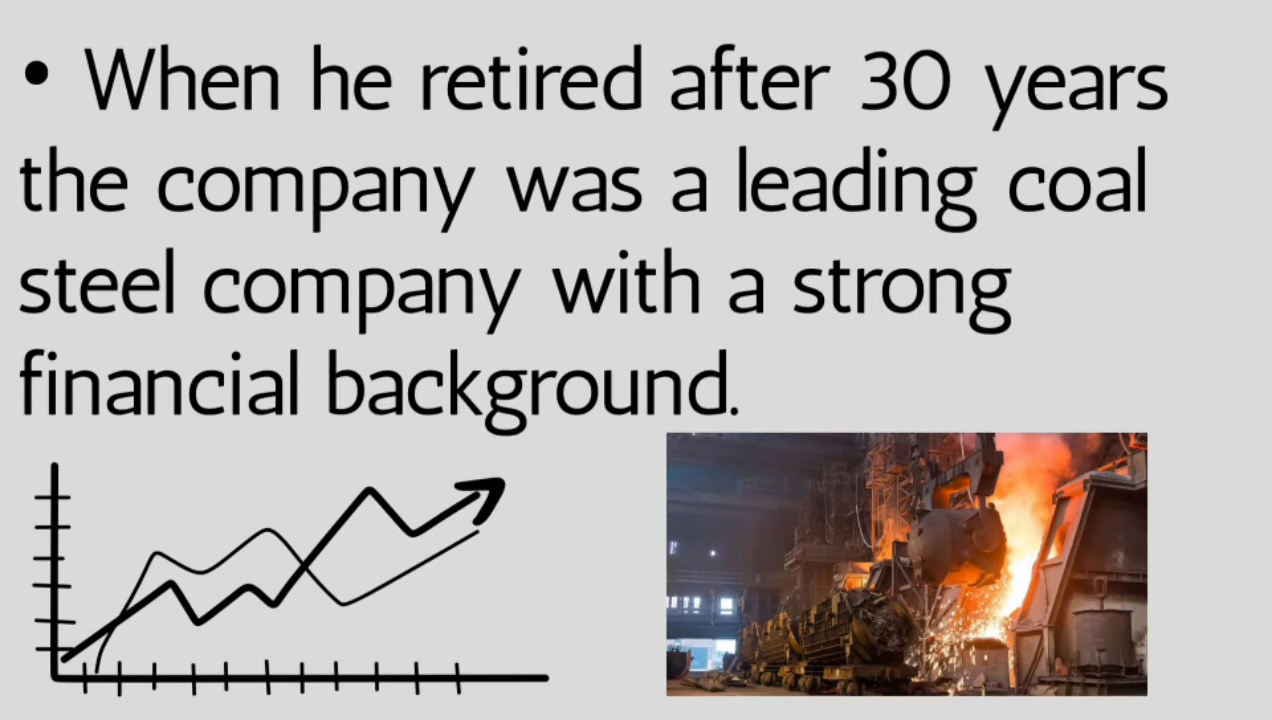 • When he retired after 30 years
the company was a leading coal
steel company with a strong
financial background.